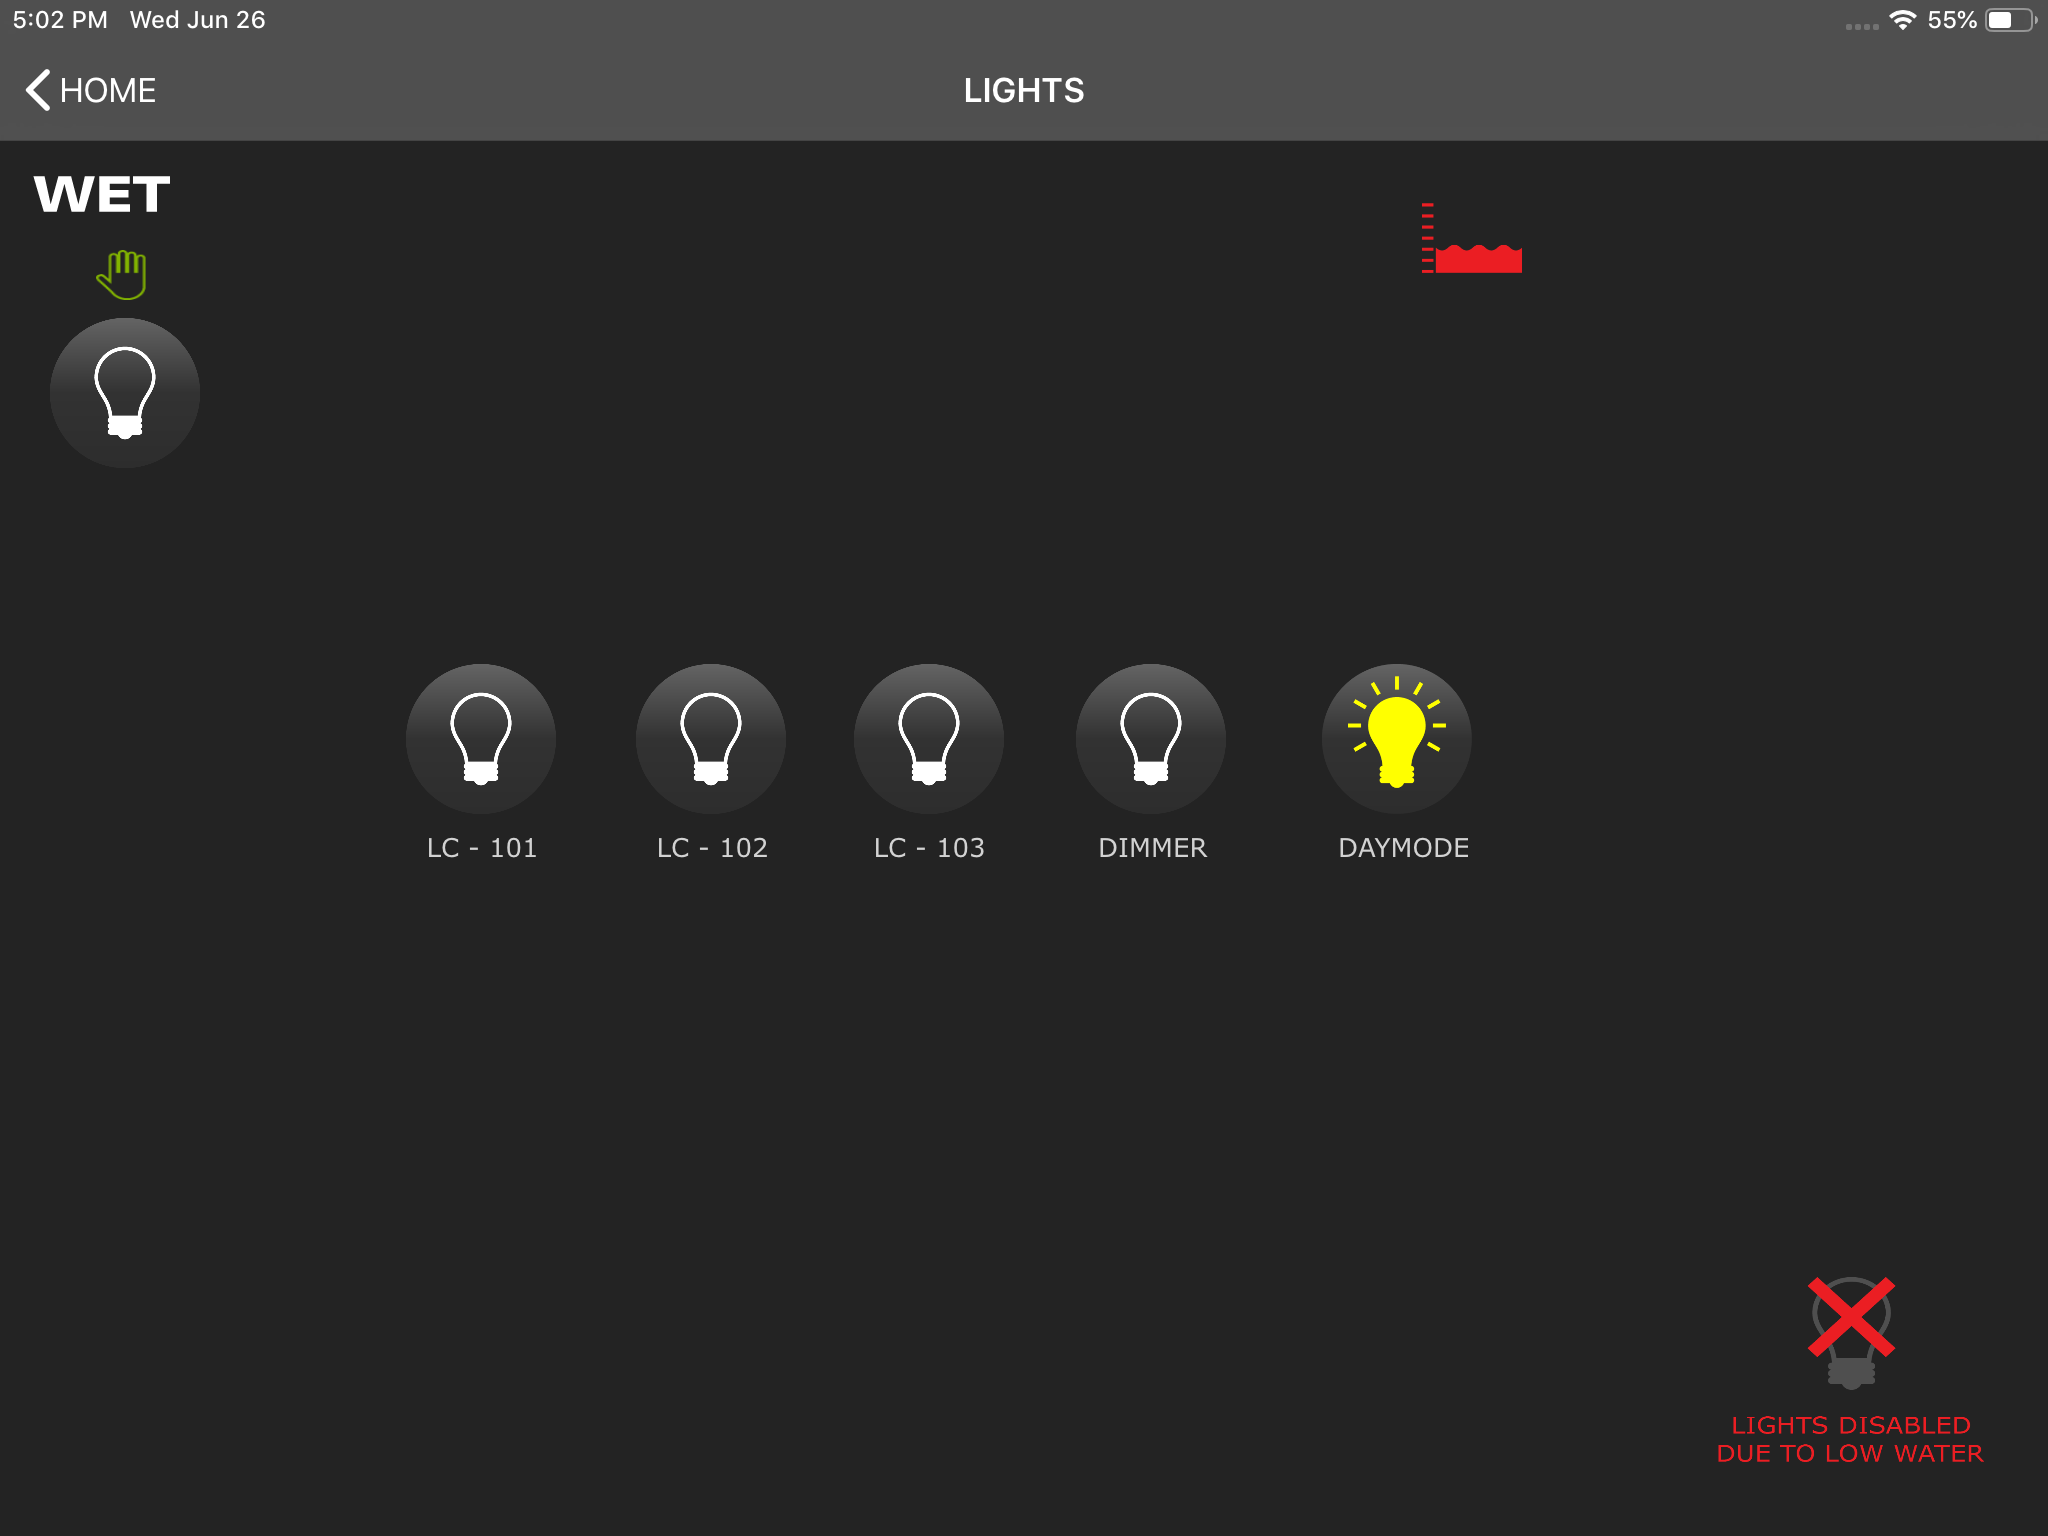 5:02 PM Wed Jun 26 55%
HOME LIGHTS
WET
LC - 101 LC - 102 LC - 103 DIMMER DAYMODE
LIGHTS DISABLED
DUE TO LOW WATER